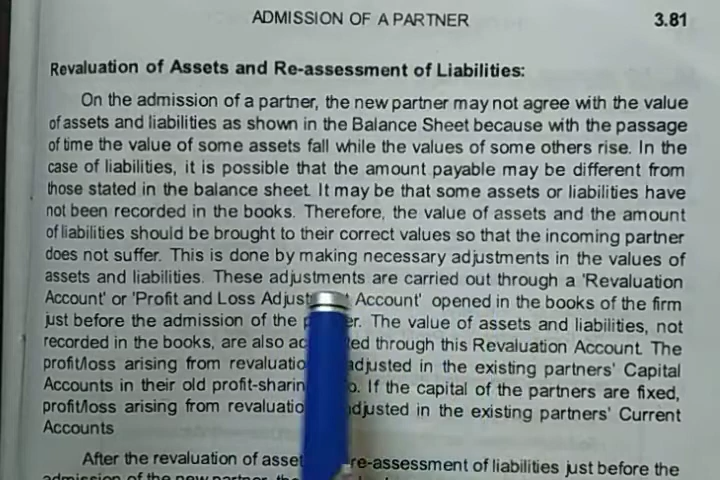 ADMISSION OF A PARTNER 3.81
Revaluation of Assets and Re-assessment of Liabilities:
On the admission of a partner, the new partner may not agree with the value
of assets and liabilities as shown in the Balance Sheet because with the passage
of time the value of some assets fall while the values of some others rise. In the
case of liabilities, it is possible that the amount payable may be different from
those stated in the balance sheet. It may be that some assets or liabilities have
not been recorded in the books. Therefore, the value of assets and the amount
of liabilities should be brought to their correct values so that the incoming partner
does not suffer. This is done by making necessary adjustments in the values of
assets and liabilities. These adjustments are carried out through a 'Revaluation
Account' or 'Profit and Loss Adjust Account' opened in the books of the firm
just before the admission of the The value of assets and liabilities, not
recorded in the books, are also through this Revaluation Account. The
profit/loss arising from revaluatio adjusted in the existing partners' Capital
Accounts in their old profit-sharin If the capital of the partners are fixed,
profit/loss arising from revaluatio adjusted in the existing partners' Current
Accounts
After the revaluation of asset re-assessment of liabilities just before the
admission of the new partner,